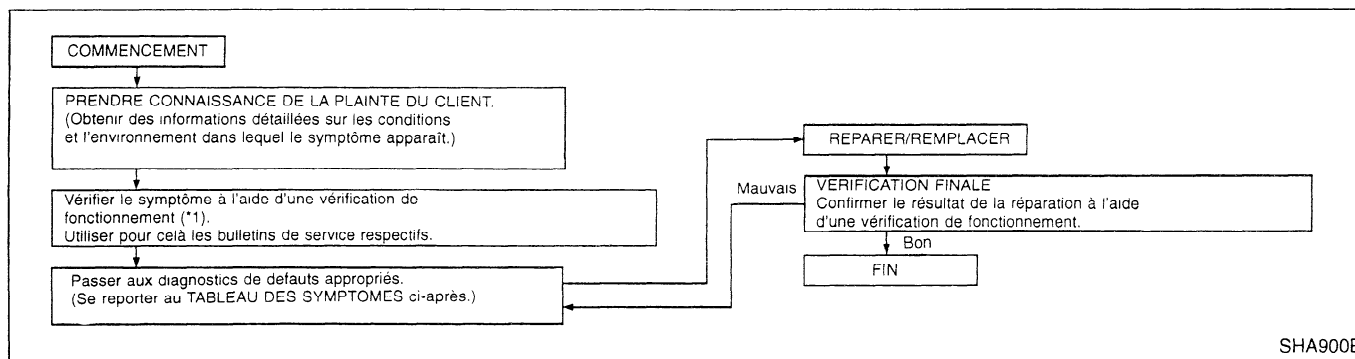 COMMENCEMENT
PRENDRE CONNAISSANCE DE LA PLAINTE DU CLIENT.
(Obtenir des informations détaillées sur les conditions
et l'environnement dans lequel le symptôme apparaît.)
Vérifier le symptôme à l'aide d'une vérification de
fonctionnement (*1).
Utiliser pour celà les bulletins de service respectifs.
Passer aux diagnostics de defauts appropriés.
(Se reporter au TABLEAU DES SYMPTOMES ci-après.)
REPARER/REMPLACER
Mauvais
VERIFICATION FINALE
Confirmer le résultat de la réparation à l'aide
d'une vérification de fonctionnement.
Bon
FIN
SHA900E